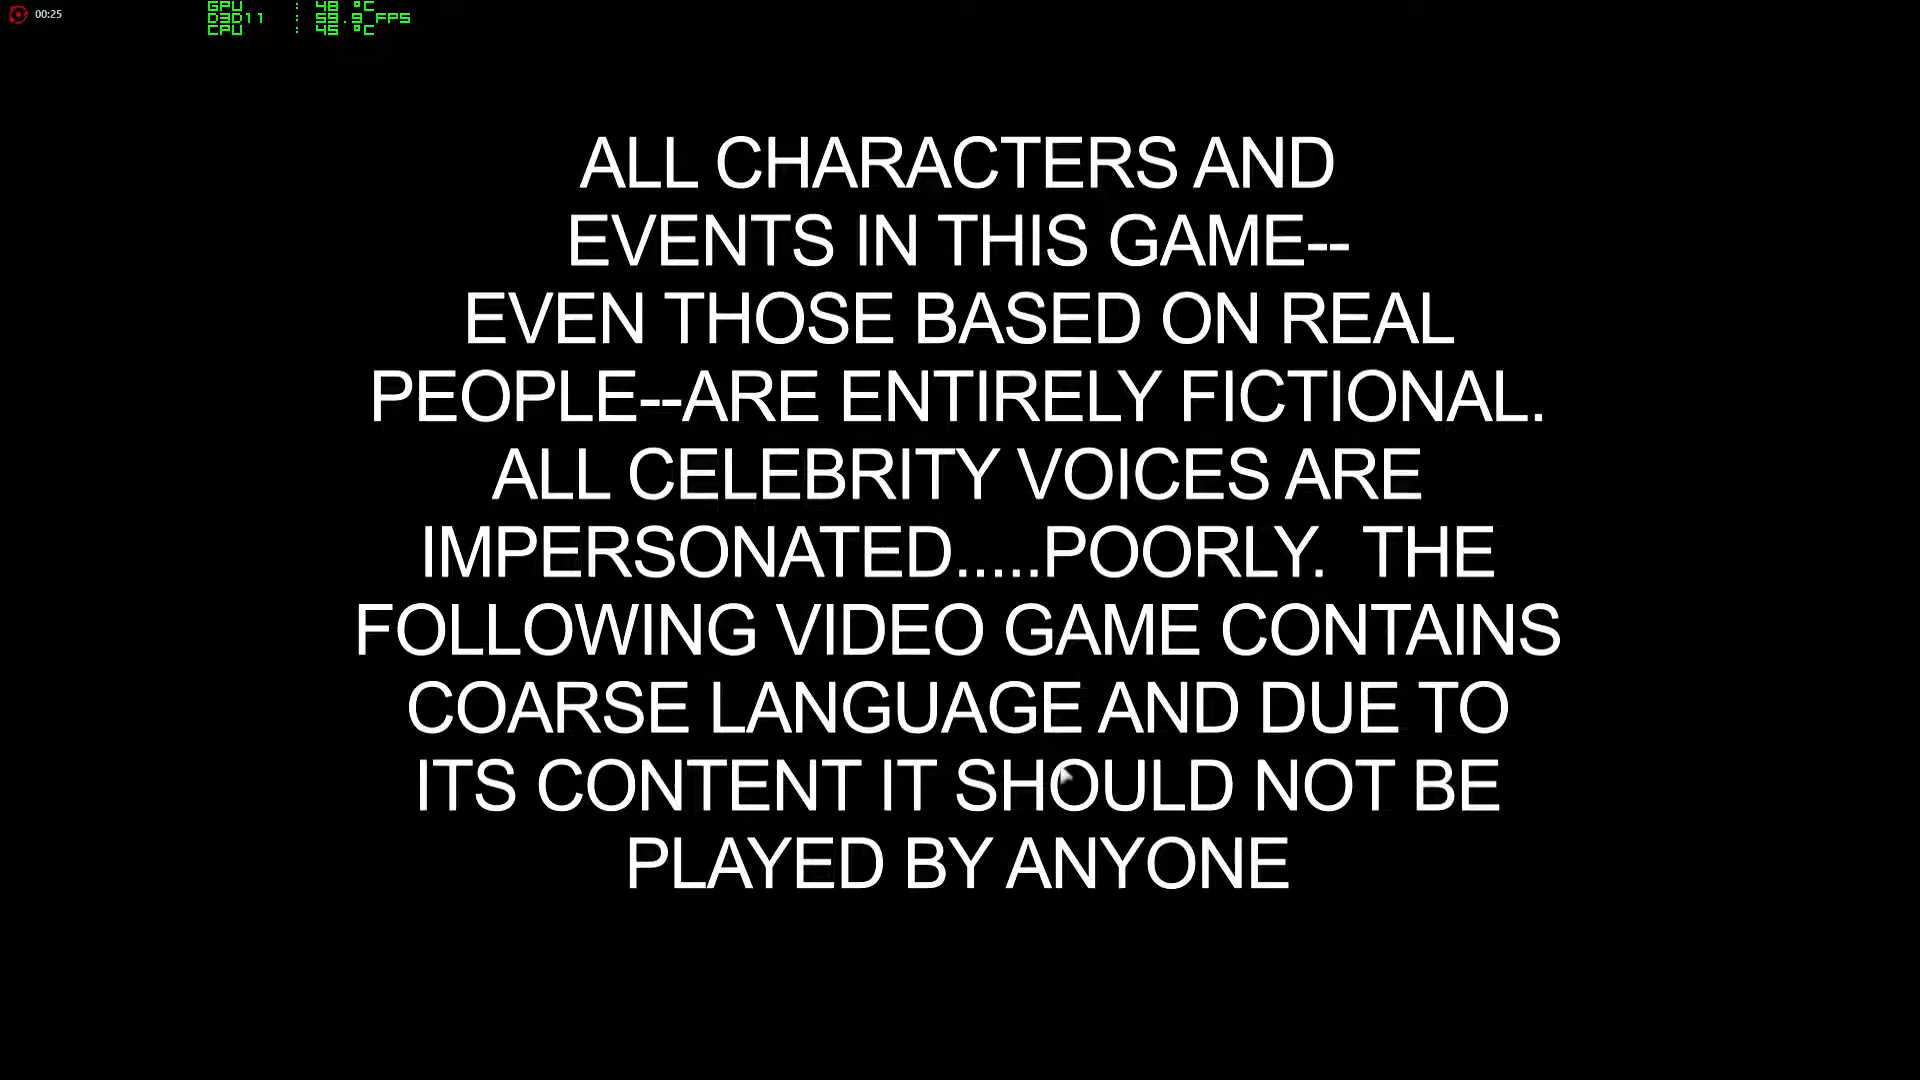 00:25
GPU : 48 °C
D3D11 : 59.9 FPS
CPU : 45 °C
ALL CHARACTERS AND
EVENTS IN THIS GAME--
EVEN THOSE BASED ON REAL
PEOPLE--ARE ENTIRELY FICTIONAL.
ALL CELEBRITY VOICES ARE
IMPERSONATED.....POORLY. THE
FOLLOWING VIDEO GAME CONTAINS
COARSE LANGUAGE AND DUE TO
ITS CONTENT IT SHOULD NOT BE
PLAYED BY ANYONE